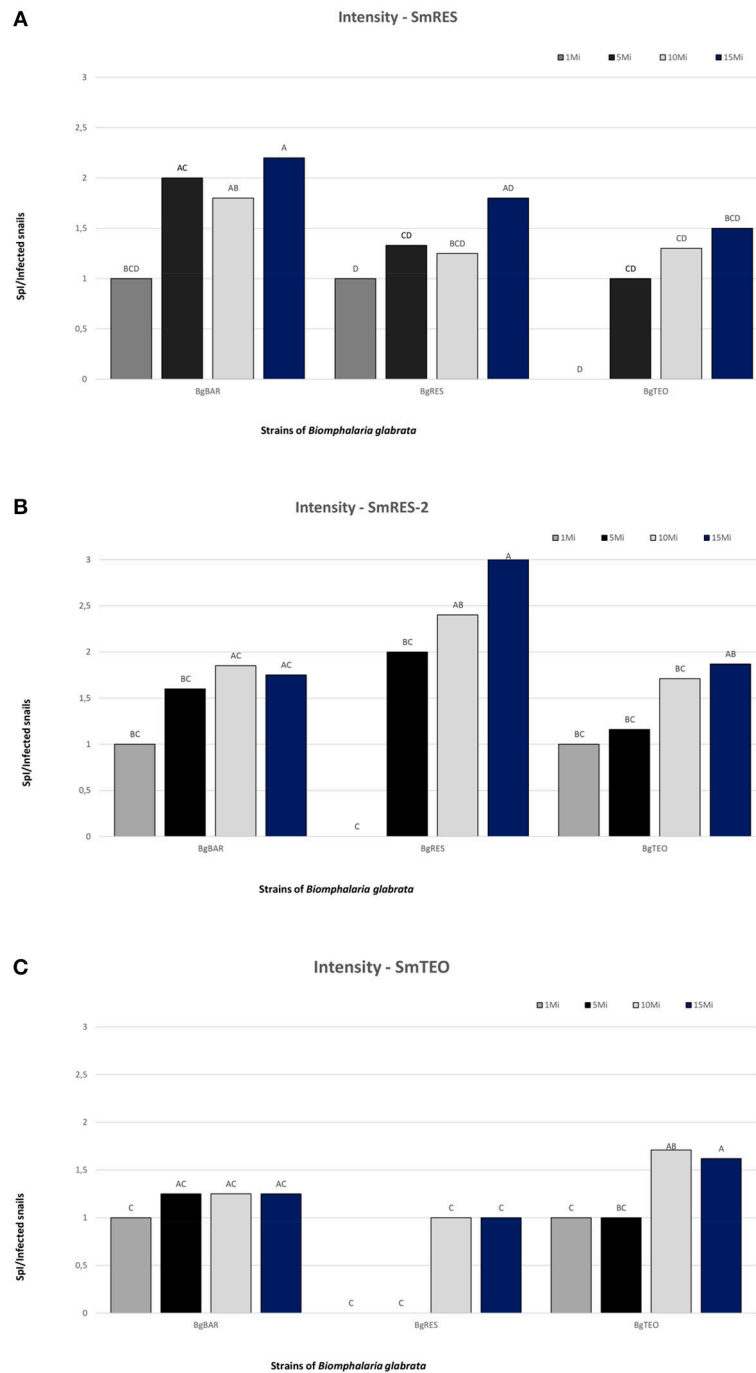 A
Intensity - SmRES
1Mi 5Mi 10Mi 15Mi
3
2,5
2
1,5
1
0,5
0
SpI/Infected snails
BCD AC AB A
D CD BCD AD
D CD CD BCD
BgBAR BgRES BgTEO
Strains of Biomphalaria glabrata
B
Intensity - SmRES-2
1Mi 5Mi 10Mi 15Mi
3
2,5
2
1,5
1
0,5
0
SpI/Infected snails
BC BC AC AC
C BC AB A
BC BC BC AB
BgBAR BgRES BgTEO
Strains of Biomphalaria glabrata
C
Intensity - SmTEO
1Mi 5Mi 10Mi 15Mi
3
2,5
2
1,5
1
0,5
0
SpI/Infected snails
C AC AC AC
C C C C
C BC AB A
BgBAR BgRES BgTEO
Strains of Biomphalaria glabrata